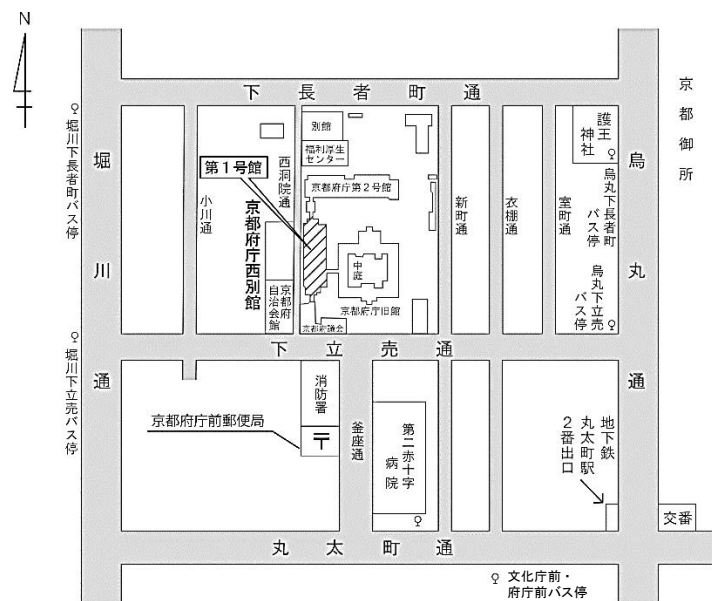 N
下長者町通
京都御所
堀川下長者町バス停
堀川通
別館
福利厚生
センター
護王
神社
第1号館
西洞院通
京都府庁第2号館
烏丸通
烏丸下長者町
バス停
小川通
京都府庁西別館
新町通
衣棚通
室町通
中庭
烏丸下立売
バス停
京都府
自治会館
京都府庁旧館
京都府議会
下立売通
堀川下立売バス停
消防署
京都府庁前郵便局
〒
釜座通
第二赤十字
病院
地下鉄
丸太町駅
2番出口
交番
丸太町通
文化庁前・
府庁前バス停